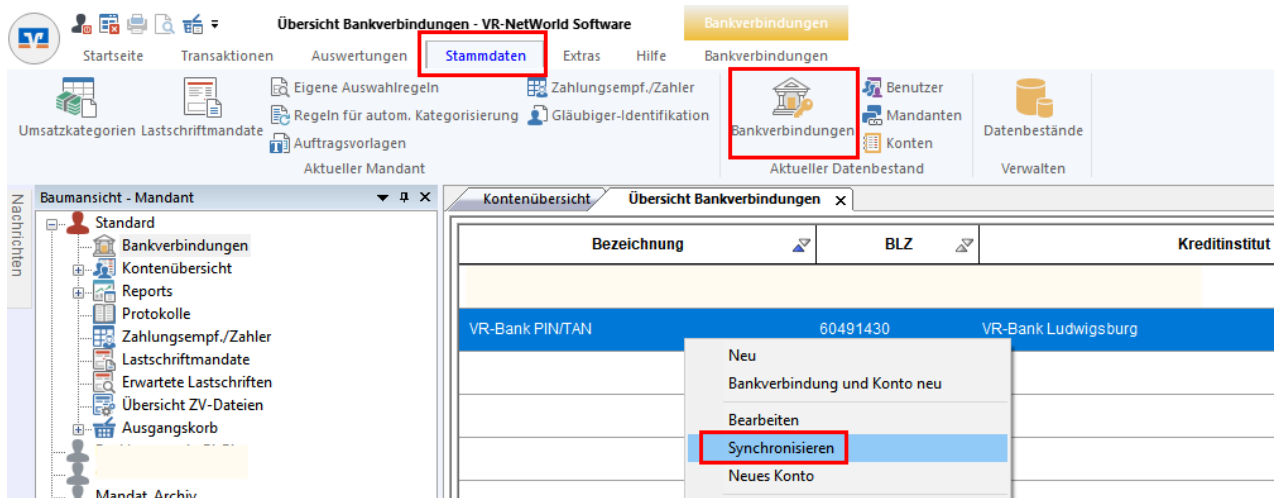 Übersicht Bankverbindungen - VR-NetWorld Software
Bankverbindungen
Startseite Transaktionen Auswertungen Stammdaten Extras Hilfe Bankverbindungen
Umsatzkategorien
Lastschriftmandate
Eigene Auswahlregeln
Regeln für autom. Kategorisierung
Auftragsvorlagen
Zahlungsempf./Zahler
Gläubiger-Identifikation
Aktueller Mandant
Bankverbindungen
Benutzer
Mandanten
Konten
Aktueller Datenbestand
Datenbestände
Verwalten
Nachrichten
Baumansicht - Mandant
Standard
Bankverbindungen
Kontenübersicht
Reports
Protokolle
Zahlungsempf./Zahler
Lastschriftmandate
Erwartete Lastschriften
Übersicht ZV-Dateien
Ausgangskorb
Mandat Archiv
Kontenübersicht
Übersicht Bankverbindungen
Bezeichnung BLZ Kreditinstitut
VR-Bank PIN/TAN 60491430 VR-Bank Ludwigsburg
Neu
Bankverbindung und Konto neu
Bearbeiten
Synchronisieren
Neues Konto